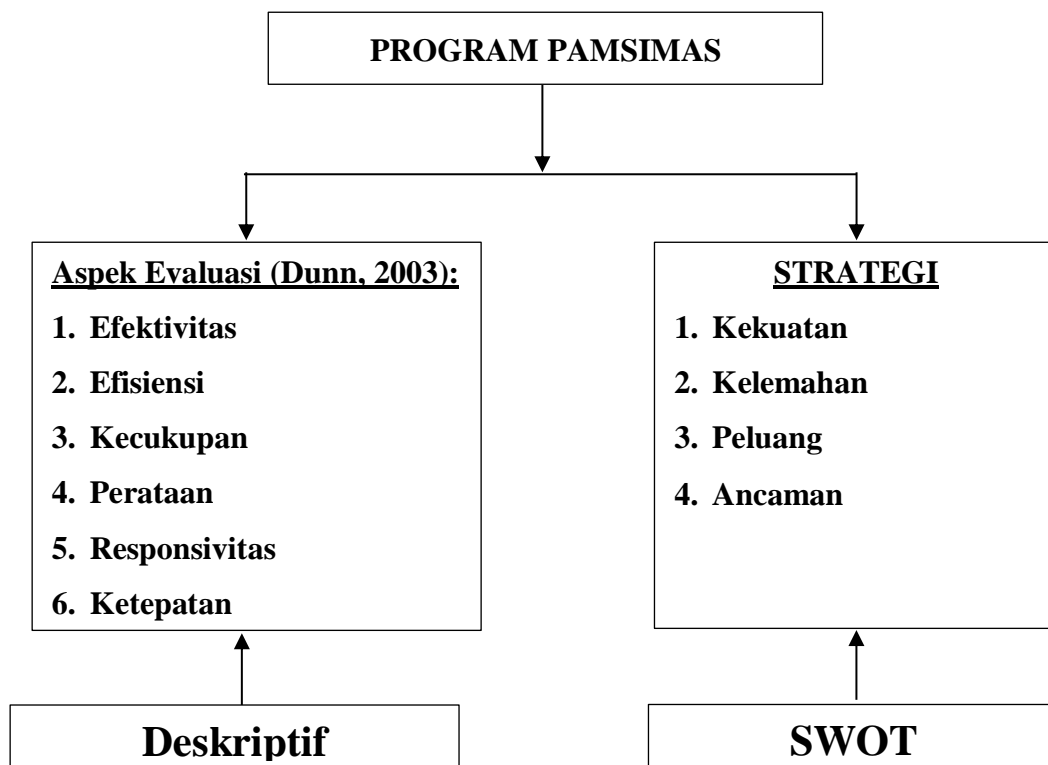 PROGRAM PAMSIMAS
Aspek Evaluasi (Dunn, 2003):
1. Efektivitas
2. Efisiensi
3. Kecukupan
4. Perataan
5. Responsivitas
6. Ketepatan
STRATEGI
1. Kekuatan
2. Kelemahan
3. Peluang
4. Ancaman
Deskriptif
SWOT